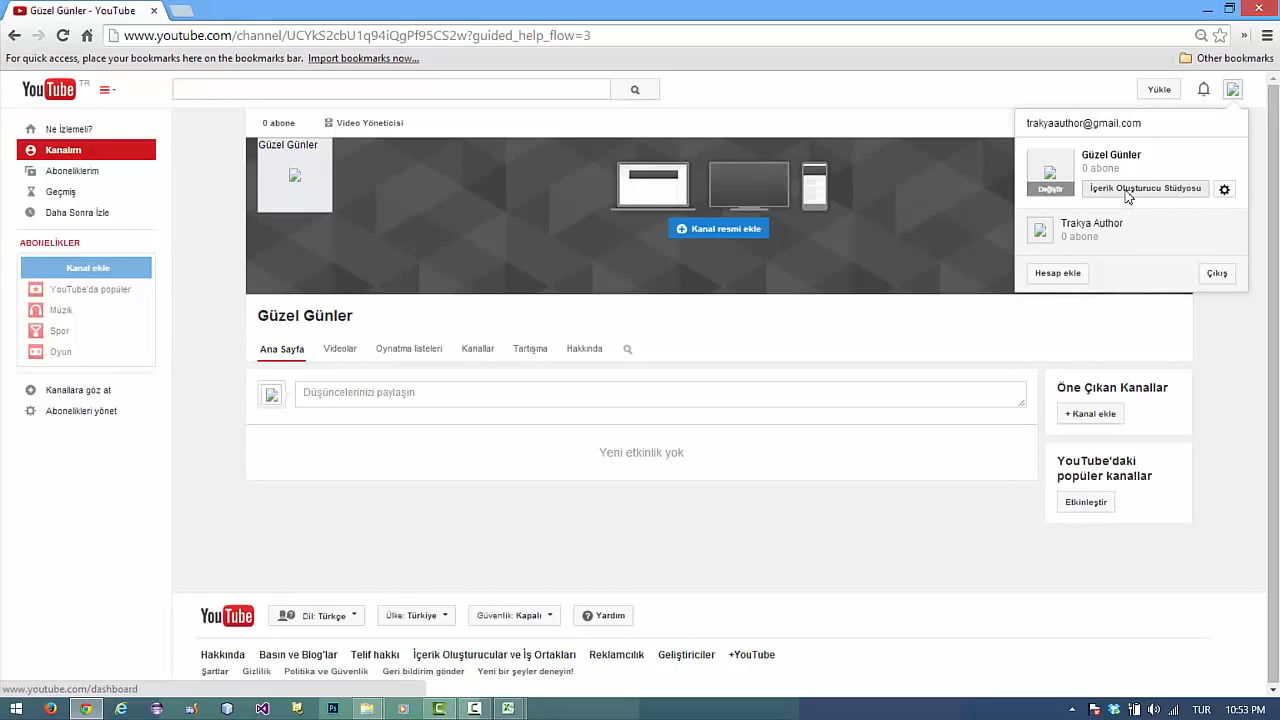 Güzel Günler - YouTube
www.youtube.com/channel/UCYkS2cbU1q94iQgPf95CS2w?guided_help_flow=3
For quick access, place your bookmarks here on the bookmarks bar. Import bookmarks now...
Other bookmarks
YouTube TR
Yükle
Ne İzlemeli?
Kanalım
Aboneliklerim
Geçmiş
Daha Sonra İzle
ABONELİKLER
Kanal ekle
YouTube'da popüler
Müzik
Spor
Oyun
Kanallara göz at
Abonelikleri yönet
0 abone
Video Yöneticisi
Güzel Günler
Kanal resmi ekle
trakyaauthor@gmail.com
Güzel Günler
0 abone
Değiştir
İçerik Oluşturucu Stüdyosu
Trakya Author
0 abone
Hesap ekle
Çıkış
Güzel Günler
Ana Sayfa
Videolar
Oynatma listeleri
Kanallar
Tartışma
Hakkında
Düşüncelerinizi paylaşın
Yeni etkinlik yok
Öne Çıkan Kanallar
+ Kanal ekle
YouTube'daki
popüler kanallar
Etkinleştir
YouTube
Dil: Türkçe
Ülke: Türkiye
Güvenlik: Kapalı
Yardım
Hakkında
Basın ve Blog'lar
Telif hakkı
İçerik Oluşturucular ve İş Ortakları
Reklamcılık
Geliştiriciler
+YouTube
Şartlar
Gizlilik
Politika ve Güvenlik
Geri bildirim gönder
Yeni bir şeyler deneyin!
www.youtube.com/dashboard
TUR
10:53 PM